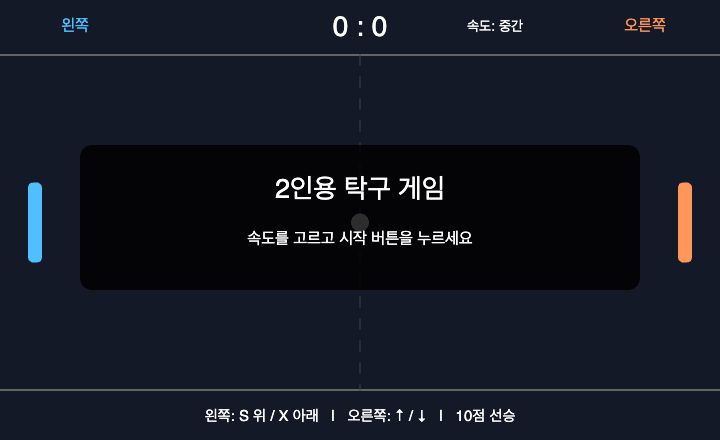 왼쪽 0 : 0 속도: 중간 오른쪽
2인용 탁구 게임
속도를 고르고 시작 버튼을 누르세요
왼쪽: S 위 / X 아래 | 오른쪽: ↑ / ↓ | 10점 선승